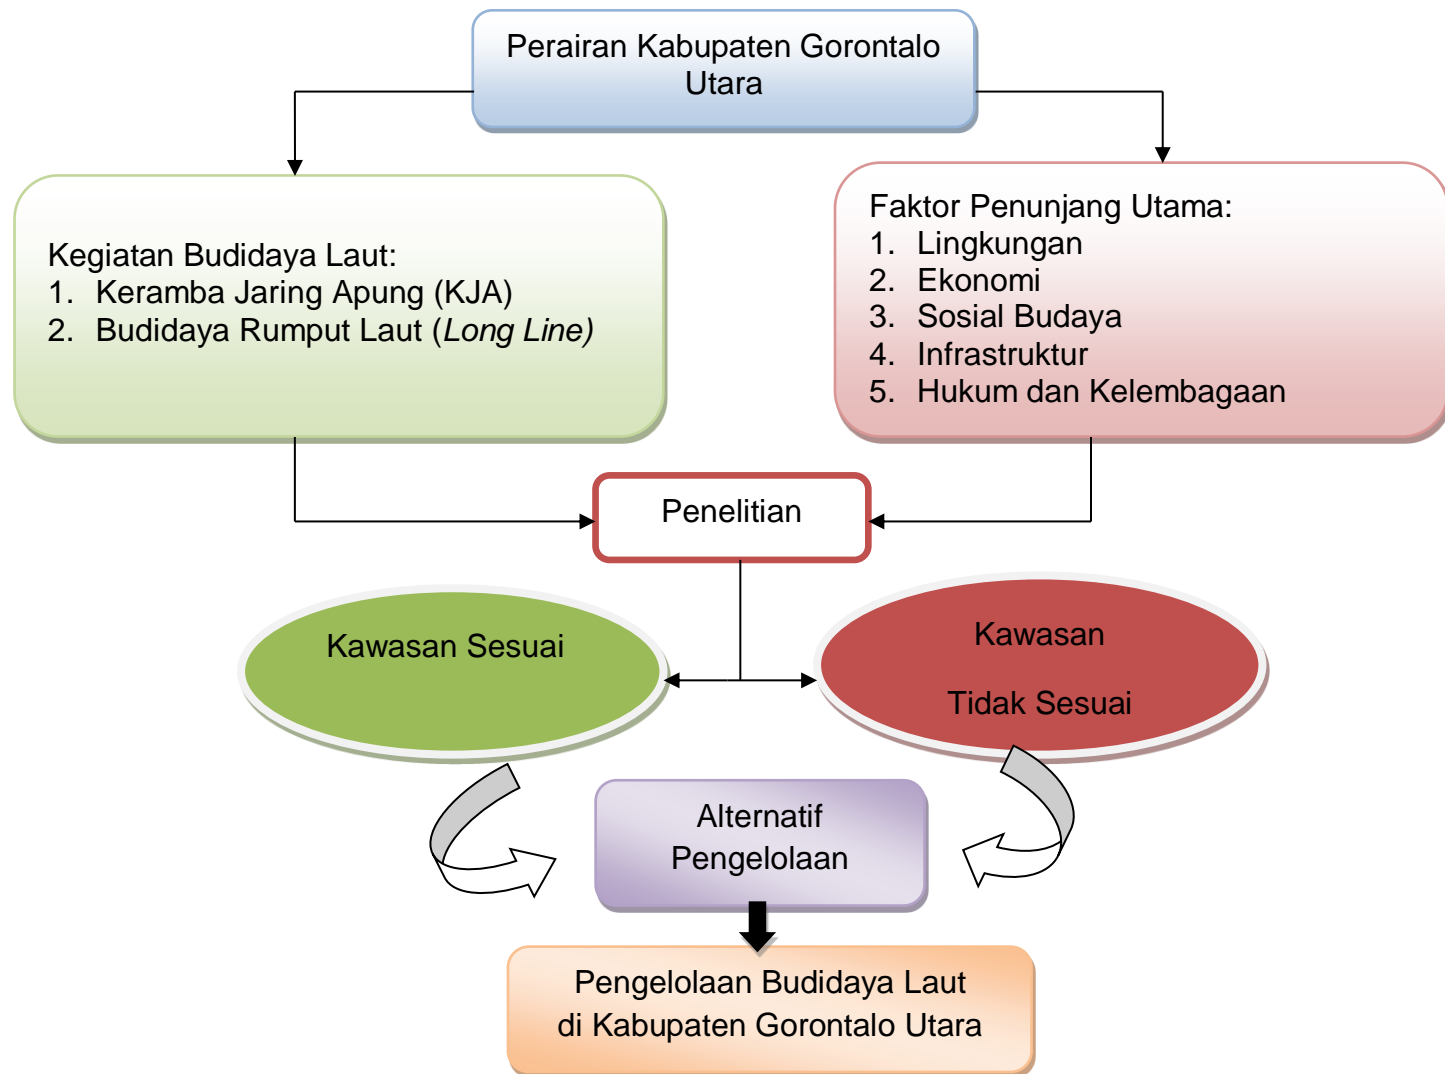 Perairan Kabupaten Gorontalo
Utara
Kegiatan Budidaya Laut:
1. Keramba Jaring Apung (KJA)
2. Budidaya Rumput Laut (Long Line)
Faktor Penunjang Utama:
1. Lingkungan
2. Ekonomi
3. Sosial Budaya
4. Infrastruktur
5. Hukum dan Kelembagaan
Penelitian
Kawasan Sesuai
Kawasan
Tidak Sesuai
Alternatif
Pengelolaan
Pengelolaan Budidaya Laut
di Kabupaten Gorontalo Utara